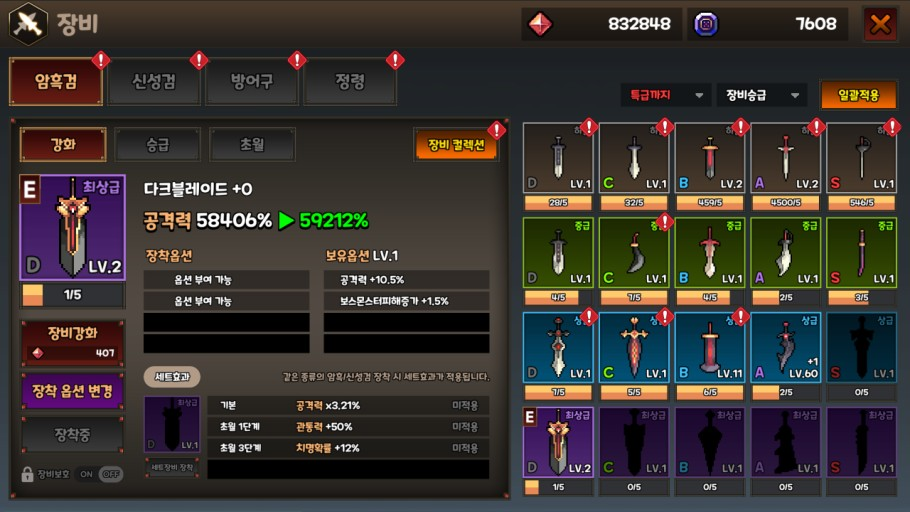 장비
832848
7608
암흑검
신성검
방어구
정령
특급까지
장비승급
일괄적용
강화
승급
초월
장비 컬렉션
E 최상급
D LV.2
1/5
다크블레이드 +0
공격력 58406% ▶ 59212%
장착옵션
옵션 부여 가능
옵션 부여 가능
보유옵션 LV.1
공격력 +10.5%
보스몬스터피해증가 +1.5%
장비강화
407
장착 옵션 변경
장착중
장비보호 ON OFF
세트효과
같은 종류의 암흑/신성검 장착 시 세트효과가 적용됩니다.
최상급
D LV.1
세트장비 장착
기본 공격력 x3.21% 미적용
초월 1단계 관통력 +50% 미적용
초월 3단계 치명확률 +12% 미적용
D LV.1 C LV.1 B LV.2 A LV.2 S LV.1
28/5 32/5 459/5 4500/5 546/5
중급 중급 중급 중급 중급
D LV.1 C LV.1 B LV.1 A LV.1 S LV.1
4/5 7/5 4/5 2/5 3/5
상급 상급 상급 상급 상급
+1
D LV.1 C LV.1 B LV.11 A LV.60 S LV.1
7/5 5/5 6/5 2/5 0/5
E 최상급 최상급 최상급 최상급 최상급
D LV.2 C LV.1 B LV.1 A LV.1 S LV.1
1/5 0/5 0/5 0/5 0/5